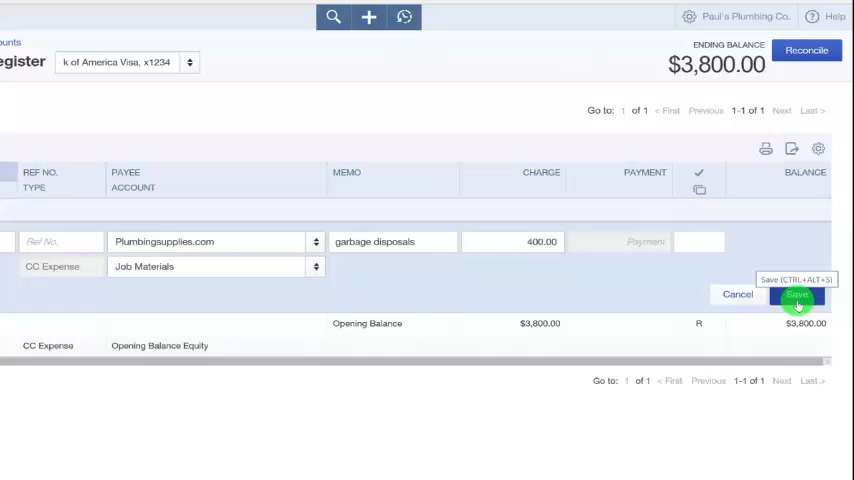 Paul's Plumbing Co. Help
ounts
egister k of America Visa, x1234
ENDING BALANCE
$3,800.00
Reconcile
Go to: 1 of 1 < First Previous 1-1 of 1 Next Last >
REF NO. PAYEE MEMO CHARGE PAYMENT BALANCE
TYPE ACCOUNT
Ref No. Plumbingsupplies.com garbage disposals 400.00 Payment
CC Expense Job Materials
Save (CTRL+ALT+S)
Cancel Save
Opening Balance $3,800.00 R $3,800.00
CC Expense Opening Balance Equity
Go to: 1 of 1 < First Previous 1-1 of 1 Next Last >